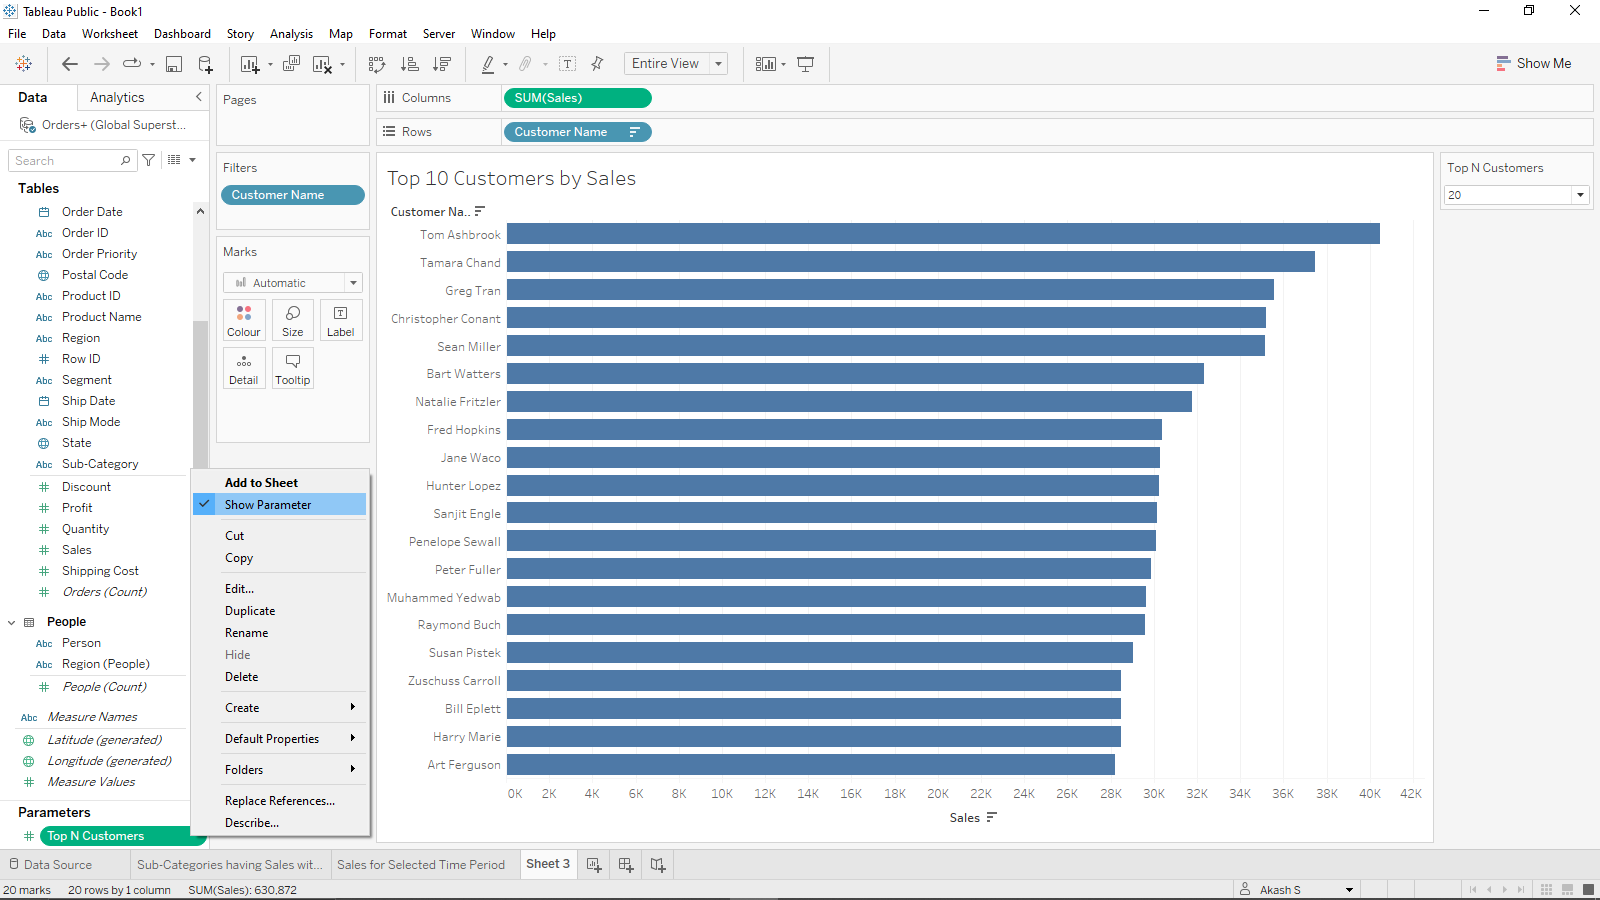 Tableau Public - Book1
File Data Worksheet Dashboard Story Analysis Map Format Server Window Help
Entire View
Show Me
Data Analytics
Orders+ (Global Superst...
Search
Tables
Order Date
Abc Order ID
Abc Order Priority
Postal Code
Abc Product ID
Abc Product Name
Abc Region
Row ID
Abc Segment
Ship Date
Abc Ship Mode
State
Abc Sub-Category
Discount
Profit
Quantity
Sales
Shipping Cost
Orders (Count)
People
Abc Person
Abc Region (People)
People (Count)
Abc Measure Names
Latitude (generated)
Longitude (generated)
Measure Values
Parameters
Top N Customers
Pages
Filters
Customer Name
Marks
Automatic
Colour Size Label
Detail Tooltip
Add to Sheet
Show Parameter
Cut
Copy
Edit...
Duplicate
Rename
Hide
Delete
Create
Default Properties
Folders
Replace References...
Describe...
Columns SUM(Sales)
Rows Customer Name
Top 10 Customers by Sales
Customer Na..
Tom Ashbrook
Tamara Chand
Greg Tran
Christopher Conant
Sean Miller
Bart Watters
Natalie Fritzler
Fred Hopkins
Jane Waco
Hunter Lopez
Sanjit Engle
Penelope Sewall
Peter Fuller
Muhammed Yedwab
Raymond Buch
Susan Pistek
Zuschuss Carroll
Bill Eplett
Harry Marie
Art Ferguson
0K 2K 4K 6K 8K 10K 12K 14K 16K 18K 20K 22K 24K 26K 28K 30K 32K 34K 36K 38K 40K 42K
Sales
Top N Customers
20
Data Source Sub-Categories having Sales wit... Sales for Selected Time Period Sheet 3
20 marks 20 rows by 1 column SUM(Sales): 630,872 Akash S